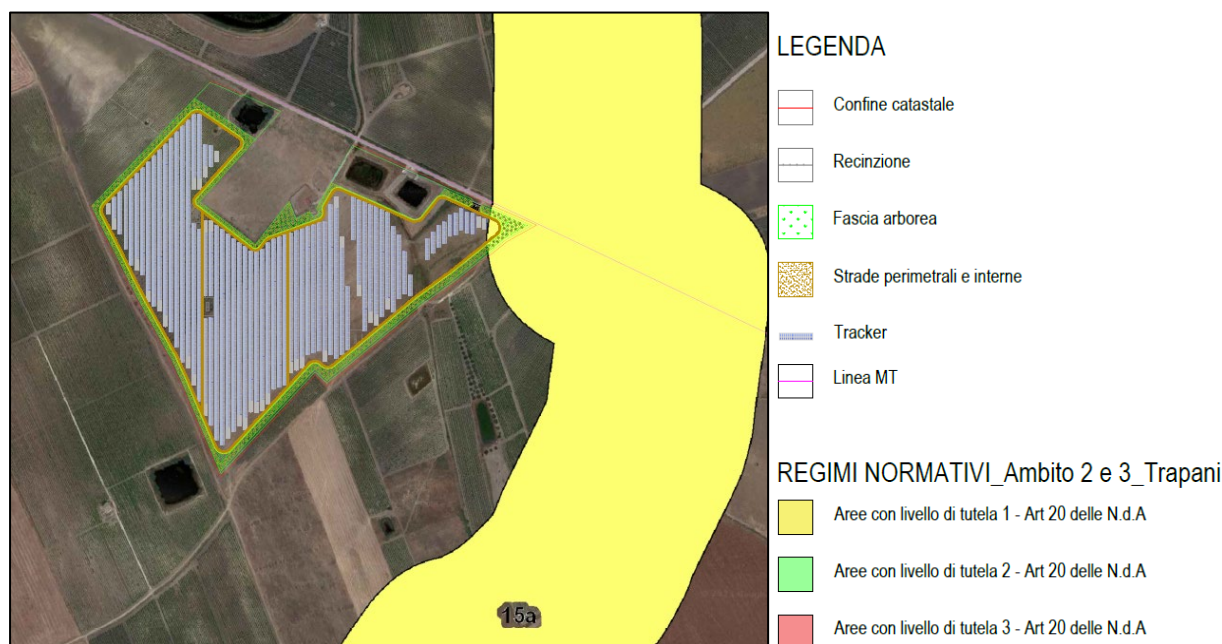 LEGENDA
Confine catastale
Recinzione
Fascia arborea
Strade perimetrali e interne
Tracker
Linea MT
REGIMI NORMATIVI_Ambito 2 e 3_Trapani
Aree con livello di tutela 1 - Art 20 delle N.d.A
Aree con livello di tutela 2 - Art 20 delle N.d.A
Aree con livello di tutela 3 - Art 20 delle N.d.A
15a